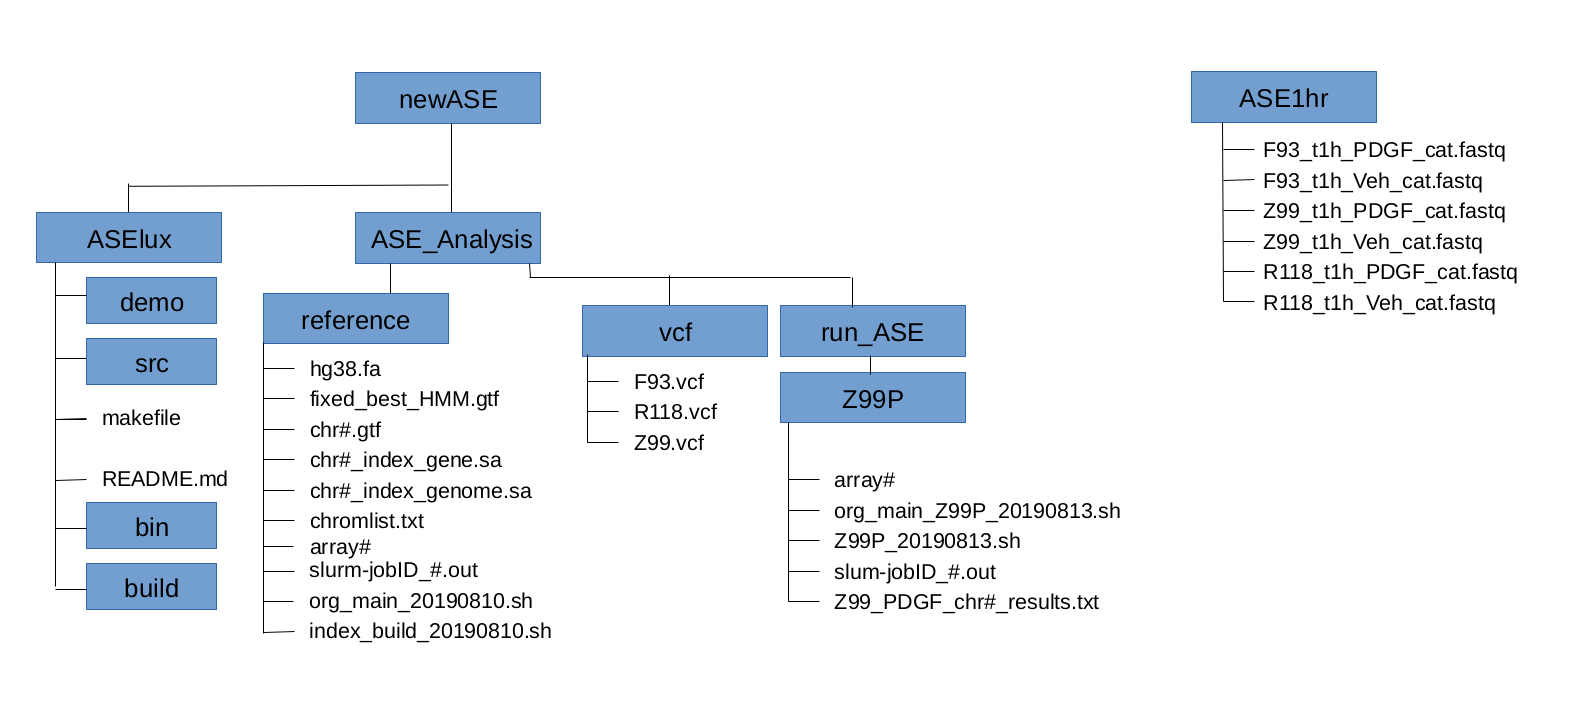 newASE
ASE1hr
F93_t1h_PDGF_cat.fastq
F93_t1h_Veh_cat.fastq
Z99_t1h_PDGF_cat.fastq
Z99_t1h_Veh_cat.fastq
R118_t1h_PDGF_cat.fastq
R118_t1h_Veh_cat.fastq
ASElux
demo
src
makefile
README.md
bin
build
ASE_Analysis
reference
hg38.fa
fixed_best_HMM.gtf
chr#.gtf
chr#_index_gene.sa
chr#_index_genome.sa
chromlist.txt
array#
slurm-jobID_#.out
org_main_20190810.sh
index_build_20190810.sh
vcf
F93.vcf
R118.vcf
Z99.vcf
run_ASE
Z99P
array#
org_main_Z99P_20190813.sh
Z99P_20190813.sh
slum-jobID_#.out
Z99_PDGF_chr#_results.txt